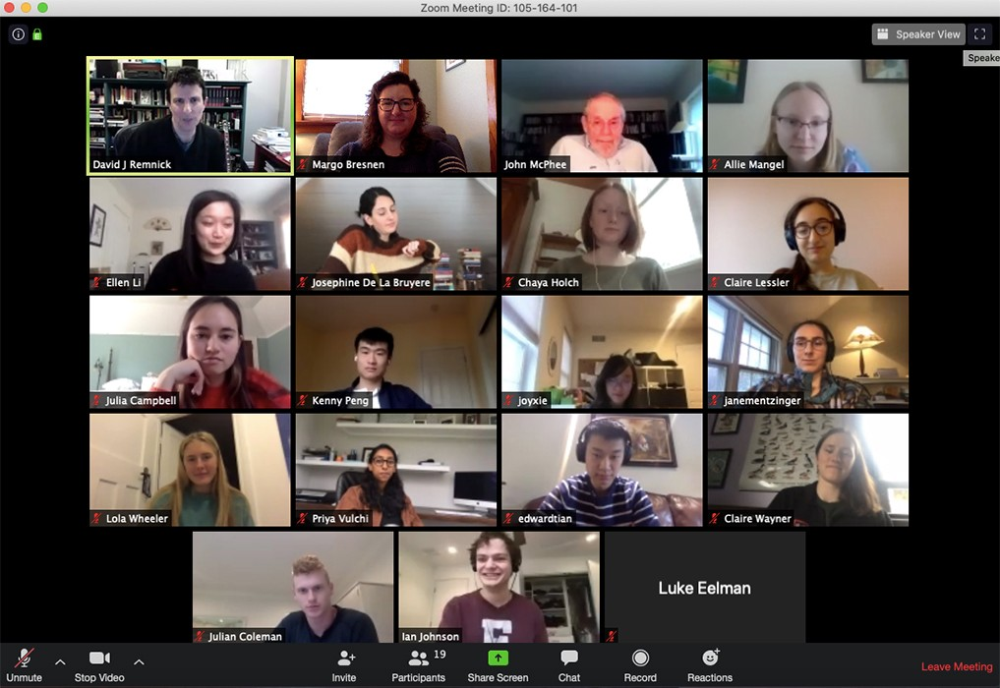 Zoom Meeting ID: 105-164-101
Speaker View
Speake
David J Remnick
Margo Bresnen
John McPhee
Allie Mangel
Ellen Li
Josephine De La Bruyere
Chaya Holch
Claire Lessler
Julia Campbell
Kenny Peng
joyxie
janementzinger
Lola Wheeler
Priya Vulchi
edwardtian
Claire Wayner
Julian Coleman
Ian Johnson
Luke Eelman
Unmute
Stop Video
Invite
Participants 19
Share Screen
Chat
Record
Reactions
Leave Meeting